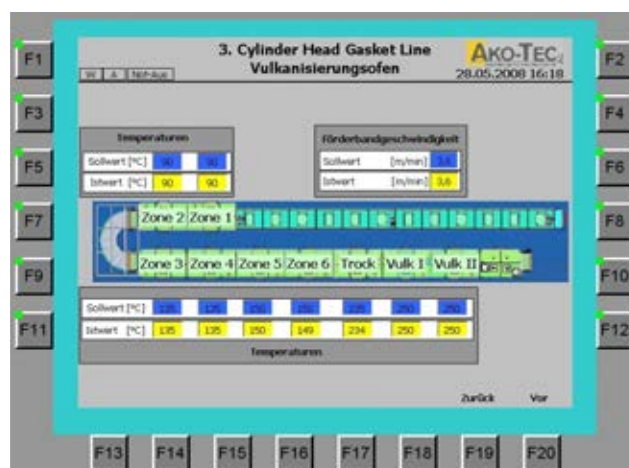 3. Cylinder Head Gasket Line
Vulkanisierungsofen
AKO-TEC
28.05.2008 16:18
W A Not-Aus
Temperaturen
Sollwert [°C] 90 90
Istwert [°C] 90 90
Förderbandgeschwindigkeit
Sollwert [m/min] 3,6
Istwert [m/min] 3,6
Zone 2 Zone 1
Zone 3 Zone 4 Zone 5 Zone 6 Trock Vulk I Vulk II
Sollwert [°C] 135 135 150 150 235 250 250
Istwert [°C] 135 135 150 149 234 250 250
Temperaturen
Zurück Vor
F1
F3
F5
F7
F9
F11
F2
F4
F6
F8
F10
F12
F13 F14 F15 F16 F17 F18 F19 F20